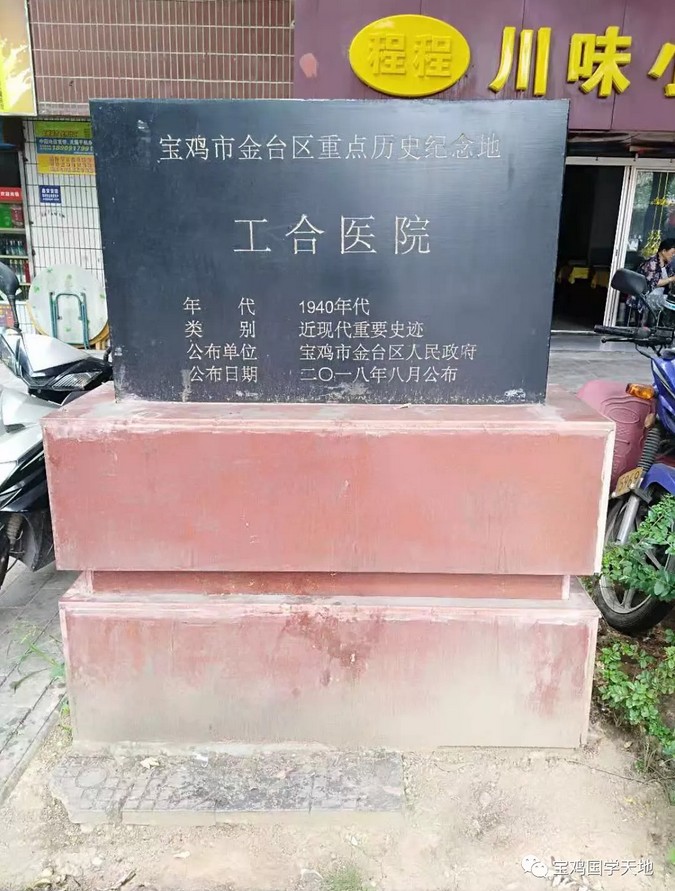 程程
川味小
宝鸡市金台区重点历史纪念地
工合医院
年 代 1940年代
类 别 近现代重要史迹
公布单位 宝鸡市金台区人民政府
公布日期 二〇一八年八月公布
宝鸡国学天地